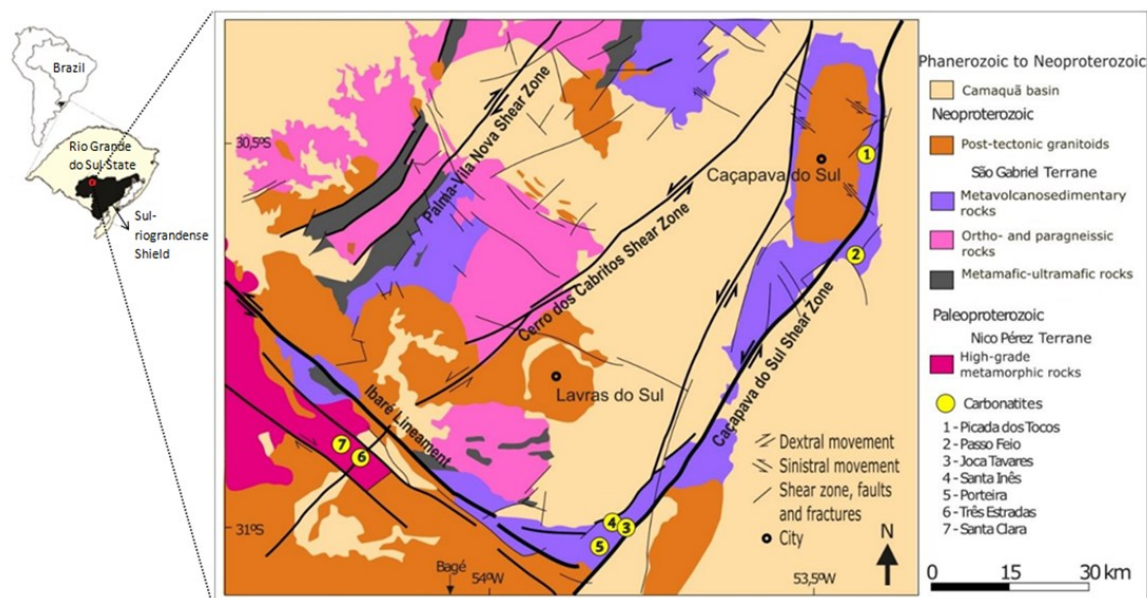 Brazil
Rio Grande
do Sul State
Sul-
riograndense
Shield
30,5ºS
31ºS
Bagé
54ºW
53,5ºW
Palma-Vila Nova Shear Zone
Cerro dos Cabritos Shear Zone
Caçapava do Sul Shear Zone
Ibaré Lineament
Caçapava do Sul
Lavras do Sul
1
2
7
6
4
3
5
Dextral movement
Sinistral movement
Shear zone, faults
and fractures
City
N
Phanerozoic to Neoproterozoic
Camaquã basin
Neoproterozoic
Post-tectonic granitoids
São Gabriel Terrane
Metavolcanosedimentary
rocks
Ortho- and paragneissic
rocks
Metamafic-ultramafic rocks
Paleoproterozoic
Nico Pérez Terrane
High-grade
metamorphic rocks
Carbonatites
1 - Picada dos Tocos
2 - Passo Feio
3 - Joca Tavares
4 - Santa Inês
5 - Porteira
6 - Três Estradas
7 - Santa Clara
0 15 30 km